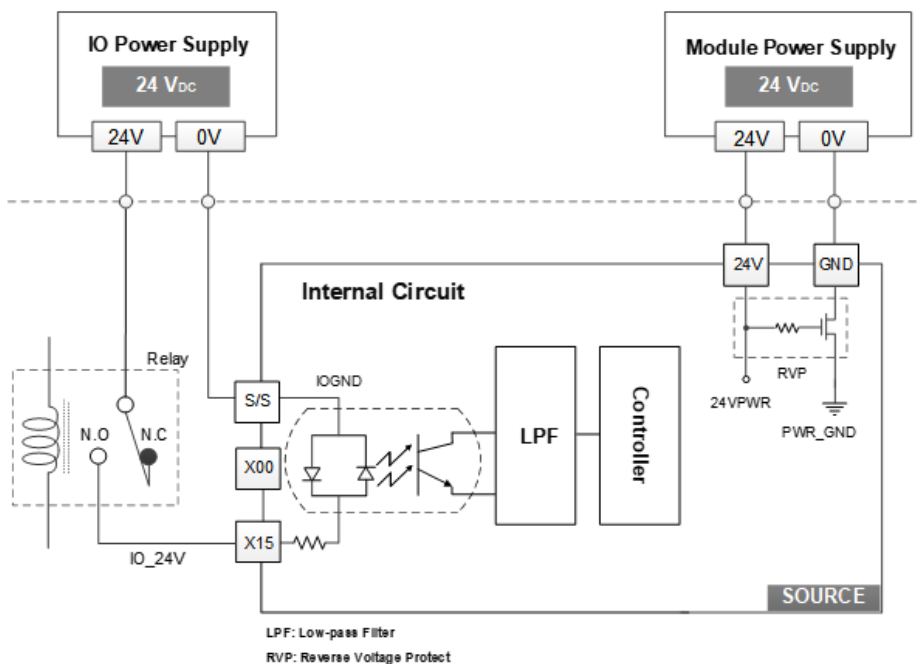 IO Power Supply
24 VDC
24V
0V
Module Power Supply
24 VDC
24V
0V
24V
GND
Internal Circuit
RVP
24VPWR
PWR_GND
Relay
N.O
N.C
IO_24V
S/S
IOGND
X00
X15
LPF
Controller
SOURCE
LPF: Low-pass Filter
RVP: Reverse Voltage Protect